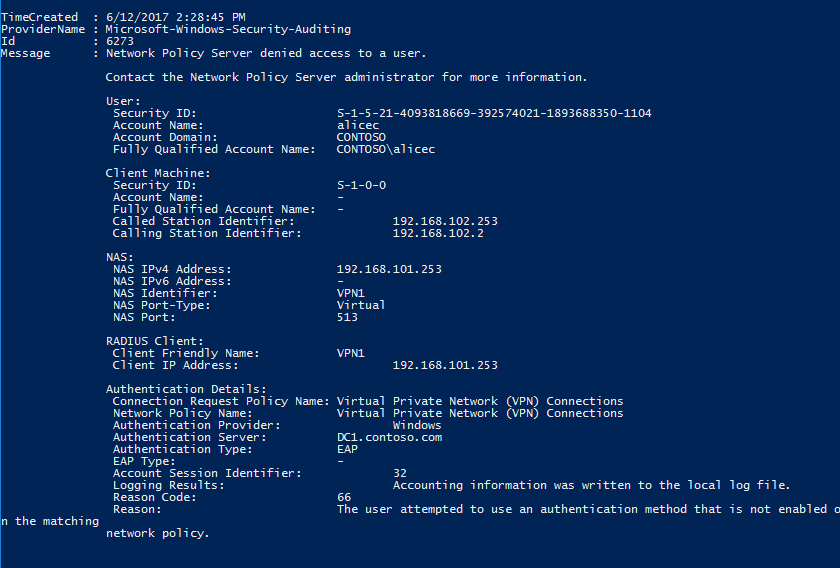 TimeCreated  : 6/12/2017 2:28:45 PM
ProviderName : Microsoft-Windows-Security-Auditing
Id           : 6273
Message      : Network Policy Server denied access to a user.
Contact the Network Policy Server administrator for more information.
User:
Security ID: S-1-5-21-4093818669-392574021-1893688350-1104
Account Name: alicec
Account Domain: CONTOSO
Fully Qualified Account Name: CONTOSO\alicec
Client Machine:
Security ID: S-1-0-0
Account Name: -
Fully Qualified Account Name: -
Called Station Identifier: 192.168.102.253
Calling Station Identifier: 192.168.102.2
NAS:
NAS IPv4 Address: 192.168.101.253
NAS IPv6 Address: -
NAS Identifier: VPN1
NAS Port-Type: Virtual
NAS Port: 513
RADIUS Client:
Client Friendly Name: VPN1
Client IP Address: 192.168.101.253
Authentication Details:
Connection Request Policy Name: Virtual Private Network (VPN) Connections
Network Policy Name: Virtual Private Network (VPN) Connections
Authentication Provider: Windows
Authentication Server: DC1.contoso.com
Authentication Type: EAP
EAP Type: -
Account Session Identifier: 32
Logging Results: Accounting information was written to the local log file.
Reason Code: 66
Reason: The user attempted to use an authentication method that is not enabled o
n the matching
network policy.